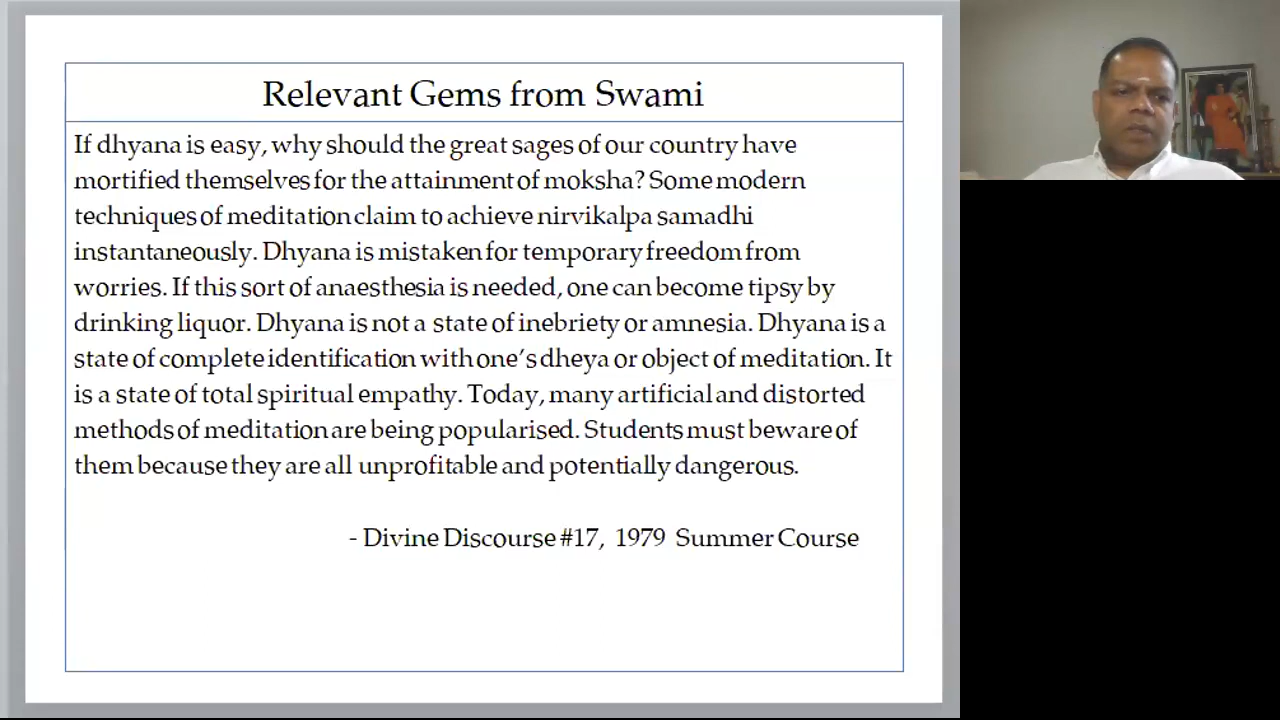 Relevant Gems from Swami
If dhyana is easy, why should the great sages of our country have
mortified themselves for the attainment of moksha? Some modern
techniques of meditation claim to achieve nirvikalpa samadhi
instantaneously. Dhyana is mistaken for temporary freedom from
worries. If this sort of anaesthesia is needed, one can become tipsy by
drinking liquor. Dhyana is not a state of inebriety or amnesia. Dhyana is a
state of complete identification with one's dheya or object of meditation. It
is a state of total spiritual empathy. Today, many artificial and distorted
methods of meditation are being popularised. Students must beware of
them because they are all unprofitable and potentially dangerous.
- Divine Discourse #17, 1979 Summer Course